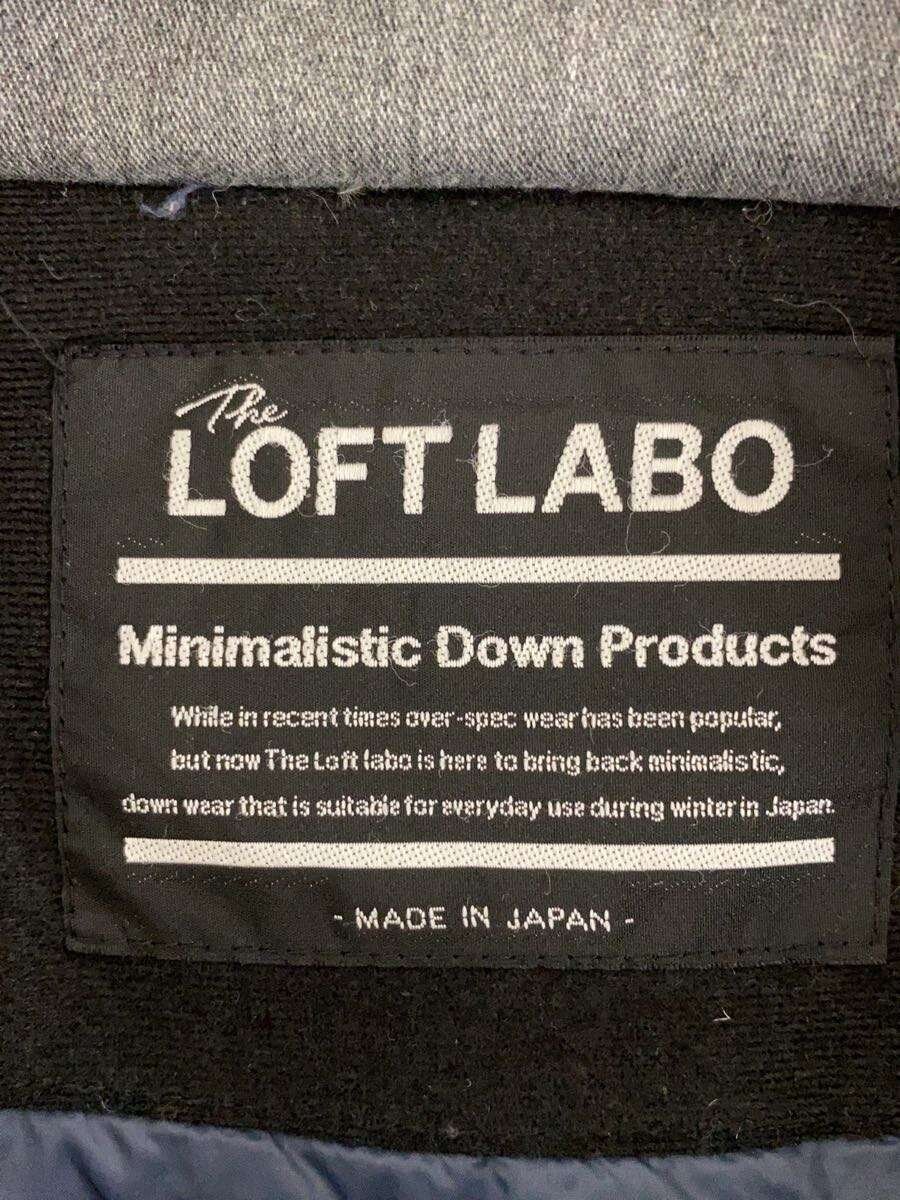 The
LOFT LABO
Minimalistic Down Products
While in recent times over-spec wear has been popular,
but now The Loft labo is here to bring back minimalistic,
down wear that is suitable for everyday use during winter in Japan.
- MADE IN JAPAN -